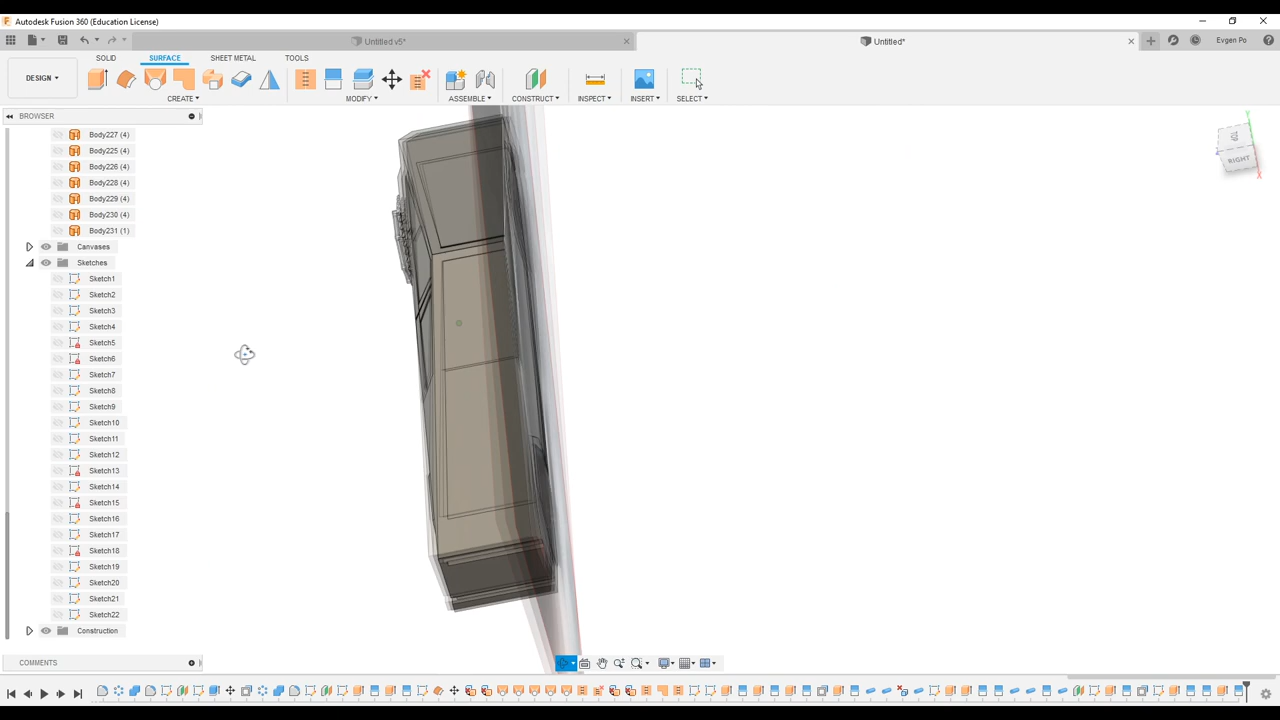 Autodesk Fusion 360 (Education License)
Untitled v5*
Untitled*
Evgen Po
SOLID SURFACE SHEET METAL TOOLS
DESIGN
CREATE
MODIFY
ASSEMBLE
CONSTRUCT
INSPECT
INSERT
SELECT
BROWSER
TOP
RIGHT
Body227 (4)
Body225 (4)
Body226 (4)
Body228 (4)
Body229 (4)
Body230 (4)
Body231 (1)
Canvases
Sketches
Sketch1
Sketch2
Sketch3
Sketch4
Sketch5
Sketch6
Sketch7
Sketch8
Sketch9
Sketch10
Sketch11
Sketch12
Sketch13
Sketch14
Sketch15
Sketch16
Sketch17
Sketch18
Sketch19
Sketch20
Sketch21
Sketch22
Construction
COMMENTS